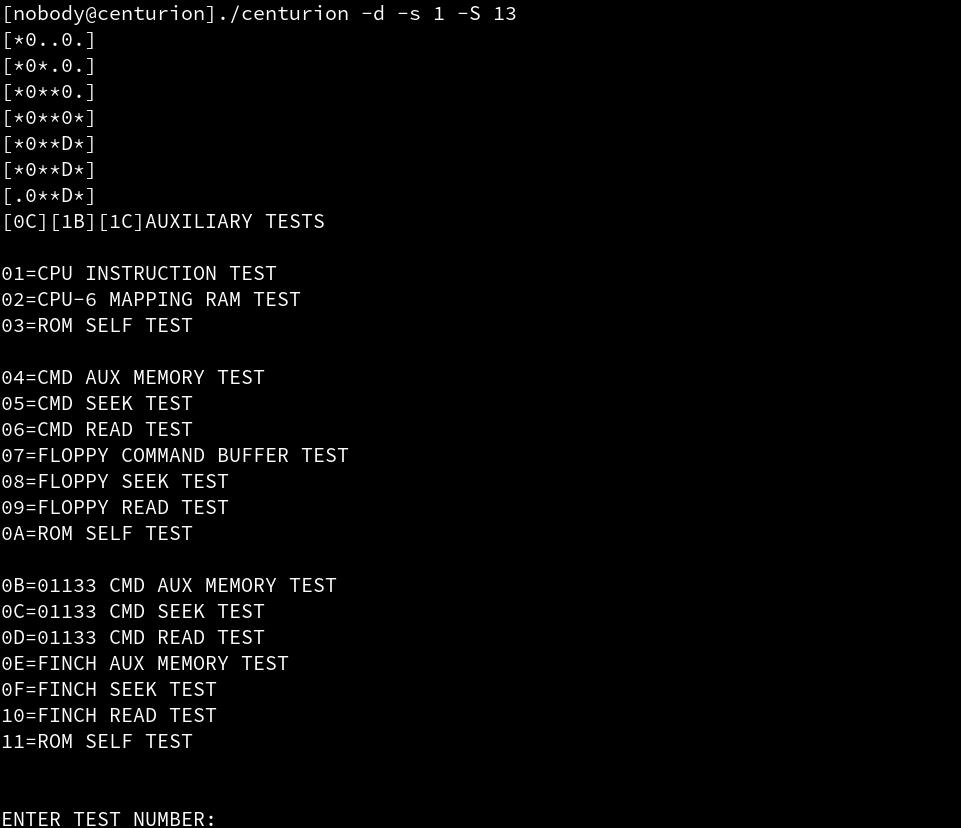 [nobody@centurion]./centurion -d -s 1 -S 13
[*0..0.]
[*0*.0.]
[*0**0.]
[*0**0*]
[*0**D*]
[*0**D*]
[.0**D*]
[0C][1B][1C]AUXILIARY TESTS
01=CPU INSTRUCTION TEST
02=CPU-6 MAPPING RAM TEST
03=ROM SELF TEST
04=CMD AUX MEMORY TEST
05=CMD SEEK TEST
06=CMD READ TEST
07=FLOPPY COMMAND BUFFER TEST
08=FLOPPY SEEK TEST
09=FLOPPY READ TEST
0A=ROM SELF TEST
0B=01133 CMD AUX MEMORY TEST
0C=01133 CMD SEEK TEST
0D=01133 CMD READ TEST
0E=FINCH AUX MEMORY TEST
0F=FINCH SEEK TEST
10=FINCH READ TEST
11=ROM SELF TEST
ENTER TEST NUMBER: